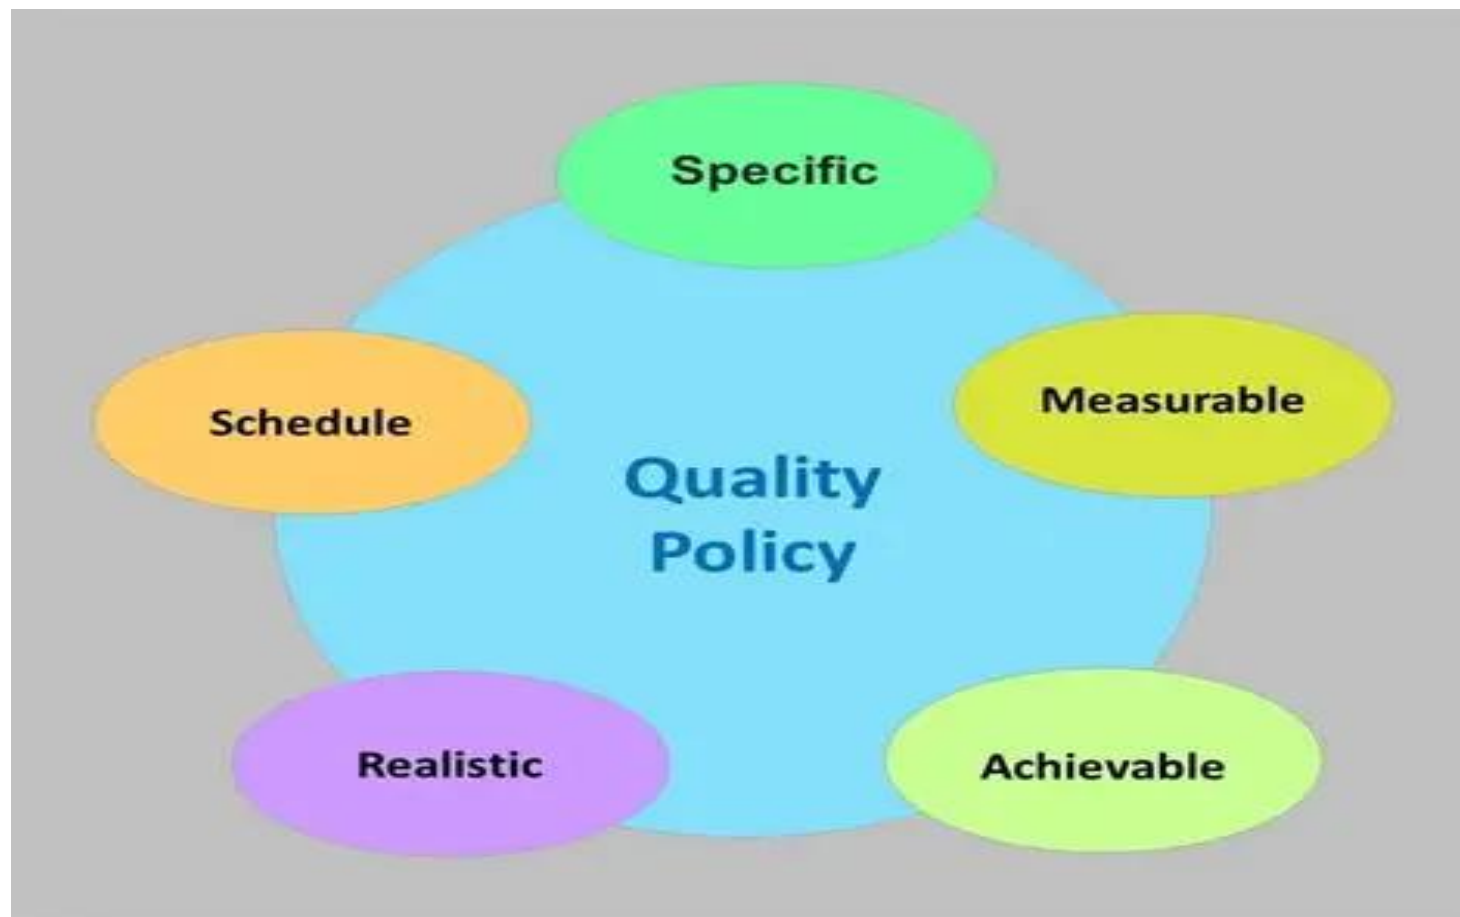 Specific
Measurable
Schedule
Quality
Policy
Realistic
Achievable